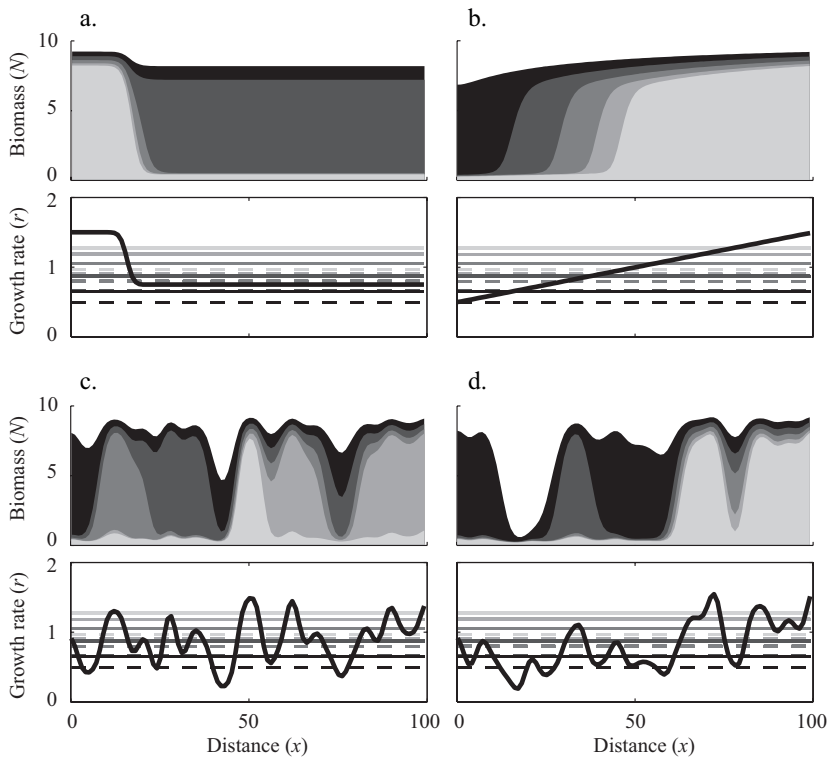 a.
b.
Biomass (N)
10
5
0
Growth rate (r)
2
1
0
c.
d.
Biomass (N)
10
5
0
Growth rate (r)
2
1
0
0
50
100
0
50
100
Distance (x)
Distance (x)